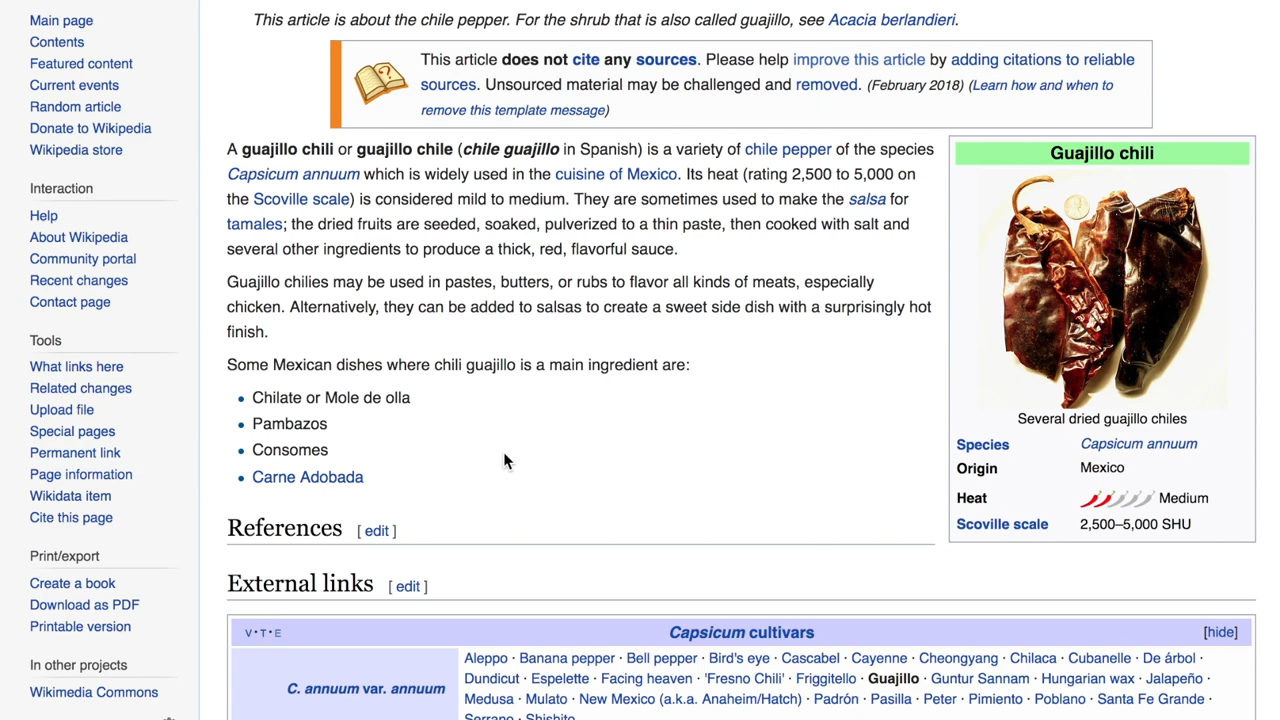 Main page
Contents
Featured content
Current events
Random article
Donate to Wikipedia
Wikipedia store
Interaction
Help
About Wikipedia
Community portal
Recent changes
Contact page
Tools
What links here
Related changes
Upload file
Special pages
Permanent link
Page information
Wikidata item
Cite this page
Print/export
Create a book
Download as PDF
Printable version
In other projects
Wikimedia Commons
This article is about the chile pepper. For the shrub that is also called guajillo, see Acacia berlandieri.
This article does not cite any sources. Please help improve this article by adding citations to reliable
sources. Unsourced material may be challenged and removed. (February 2018) (Learn how and when to
remove this template message)
A guajillo chili or guajillo chile (chile guajillo in Spanish) is a variety of chile pepper of the species
Capsicum annuum which is widely used in the cuisine of Mexico. Its heat (rating 2,500 to 5,000 on
the Scoville scale) is considered mild to medium. They are sometimes used to make the salsa for
tamales; the dried fruits are seeded, soaked, pulverized to a thin paste, then cooked with salt and
several other ingredients to produce a thick, red, flavorful sauce.
Guajillo chilies may be used in pastes, butters, or rubs to flavor all kinds of meats, especially
chicken. Alternatively, they can be added to salsas to create a sweet side dish with a surprisingly hot
finish.
Some Mexican dishes where chili guajillo is a main ingredient are:
• Chilate or Mole de olla
• Pambazos
• Consomes
• Carne Adobada
References [ edit ]
External links [ edit ]
Guajillo chili
Several dried guajillo chiles
Species Capsicum annuum
Origin Mexico
Heat Medium
Scoville scale 2,500–5,000 SHU
V·T·E Capsicum cultivars [hide]
C. annuum var. annuum
Aleppo · Banana pepper · Bell pepper · Bird's eye · Cascabel · Cayenne · Cheongyang · Chilaca · Cubanelle · De árbol ·
Dundicut · Espelette · Facing heaven · 'Fresno Chili' · Friggitello · Guajillo · Guntur Sannam · Hungarian wax · Jalapeño ·
Medusa · Mulato · New Mexico (a.k.a. Anaheim/Hatch) · Padrón · Pasilla · Peter · Pimiento · Poblano · Santa Fe Grande ·
Serrano · Shishito